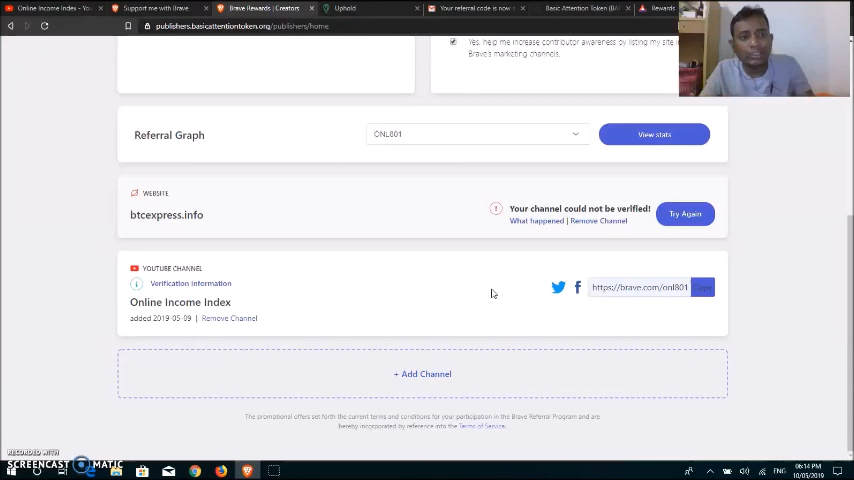 Online Income Index - You
Support me with Brave
Brave Rewards | Creators
Uphold
Your referral code is now
Basic Attention Token (BA
Rewards
publishers.basicattentiontoken.org/publishers/home
Yes, help me increase contributor awareness by listing my site in
Brave's marketing channels.
Referral Graph
ONL801
View stats
WEBSITE
btcexpress.info
Your channel could not be verified!
What happened | Remove Channel
Try Again
YOUTUBE CHANNEL
Verification Information
Online Income Index
added 2019-05-09 | Remove Channel
https://brave.com/onl801
Copy
+ Add Channel
The promotional offers set forth the current terms and conditions for your participation in the Brave Referral Program and are
hereby incorporated by reference into the Terms of Service.
RECORDED WITH
SCREENCAST MATIC
ENG
06:14 PM
10/05/2019